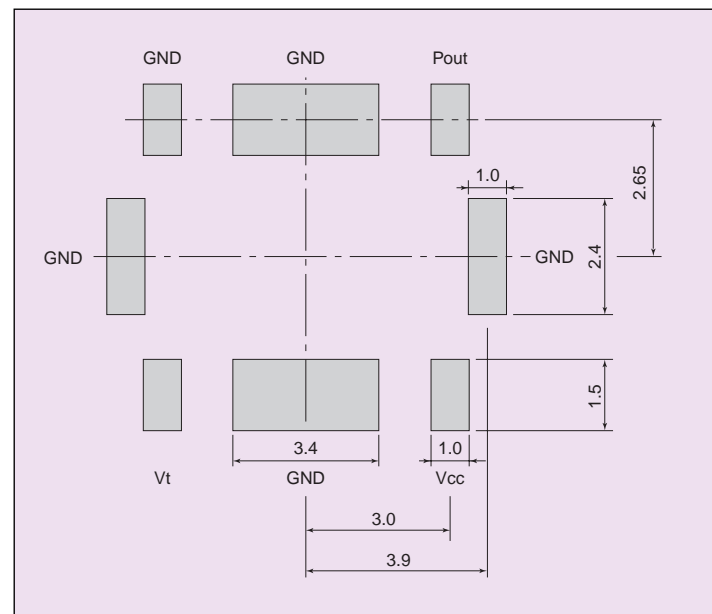 GND GND Pout
1.0
2.65
GND GND
2.4
1.5
3.4 1.0
Vt GND Vcc
3.0
3.9